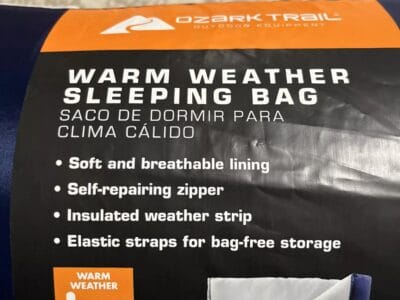 OZARK TRAIL
OUTDOOR EQUIPMENT
WARM WEATHER
SLEEPING BAG
SACO DE DORMIR PARA
CLIMA CÁLIDO
• Soft and breathable lining
• Self-repairing zipper
• Insulated weather strip
• Elastic straps for bag-free storage
WARM
WEATHER